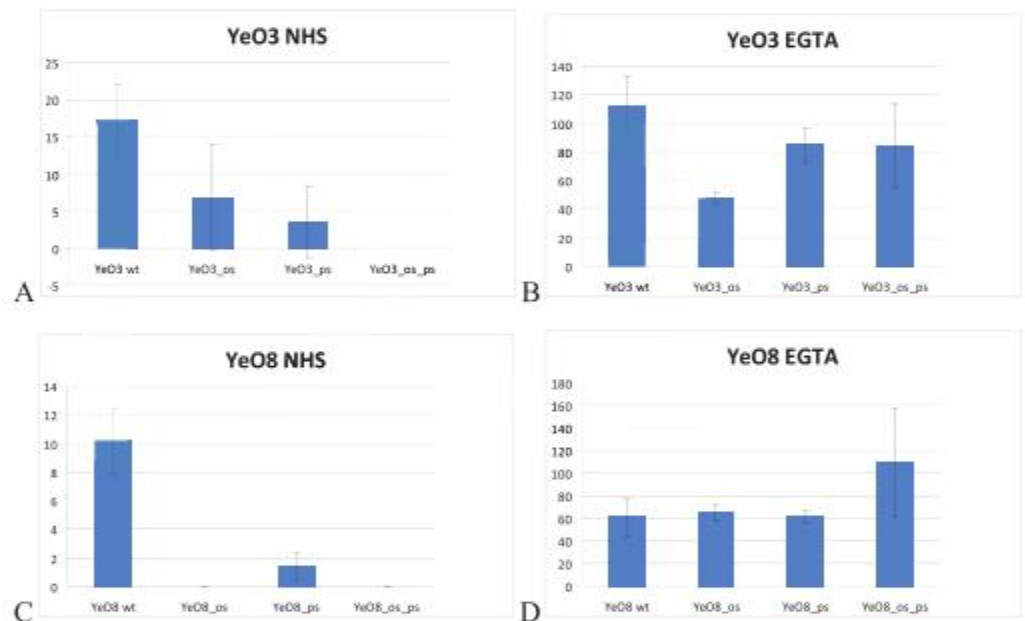 YeO3 NHS
25
20
15
10
5
0
-5
YeO3 wt YeO3_os YeO3_ps YeO3_os_ps
A
YeO3 EGTA
140
120
100
80
60
40
20
0
YeO3 wt YeO3_os YeO3_ps YeO3_os_ps
B
YeO8 NHS
14
12
10
8
6
4
2
0
YeO8 wt YeO8_os YeO8_ps YeO8_os_ps
C
YeO8 EGTA
180
160
140
120
100
80
60
40
20
0
YeO8 wt YeO8_os YeO8_ps YeO8_os_ps
D